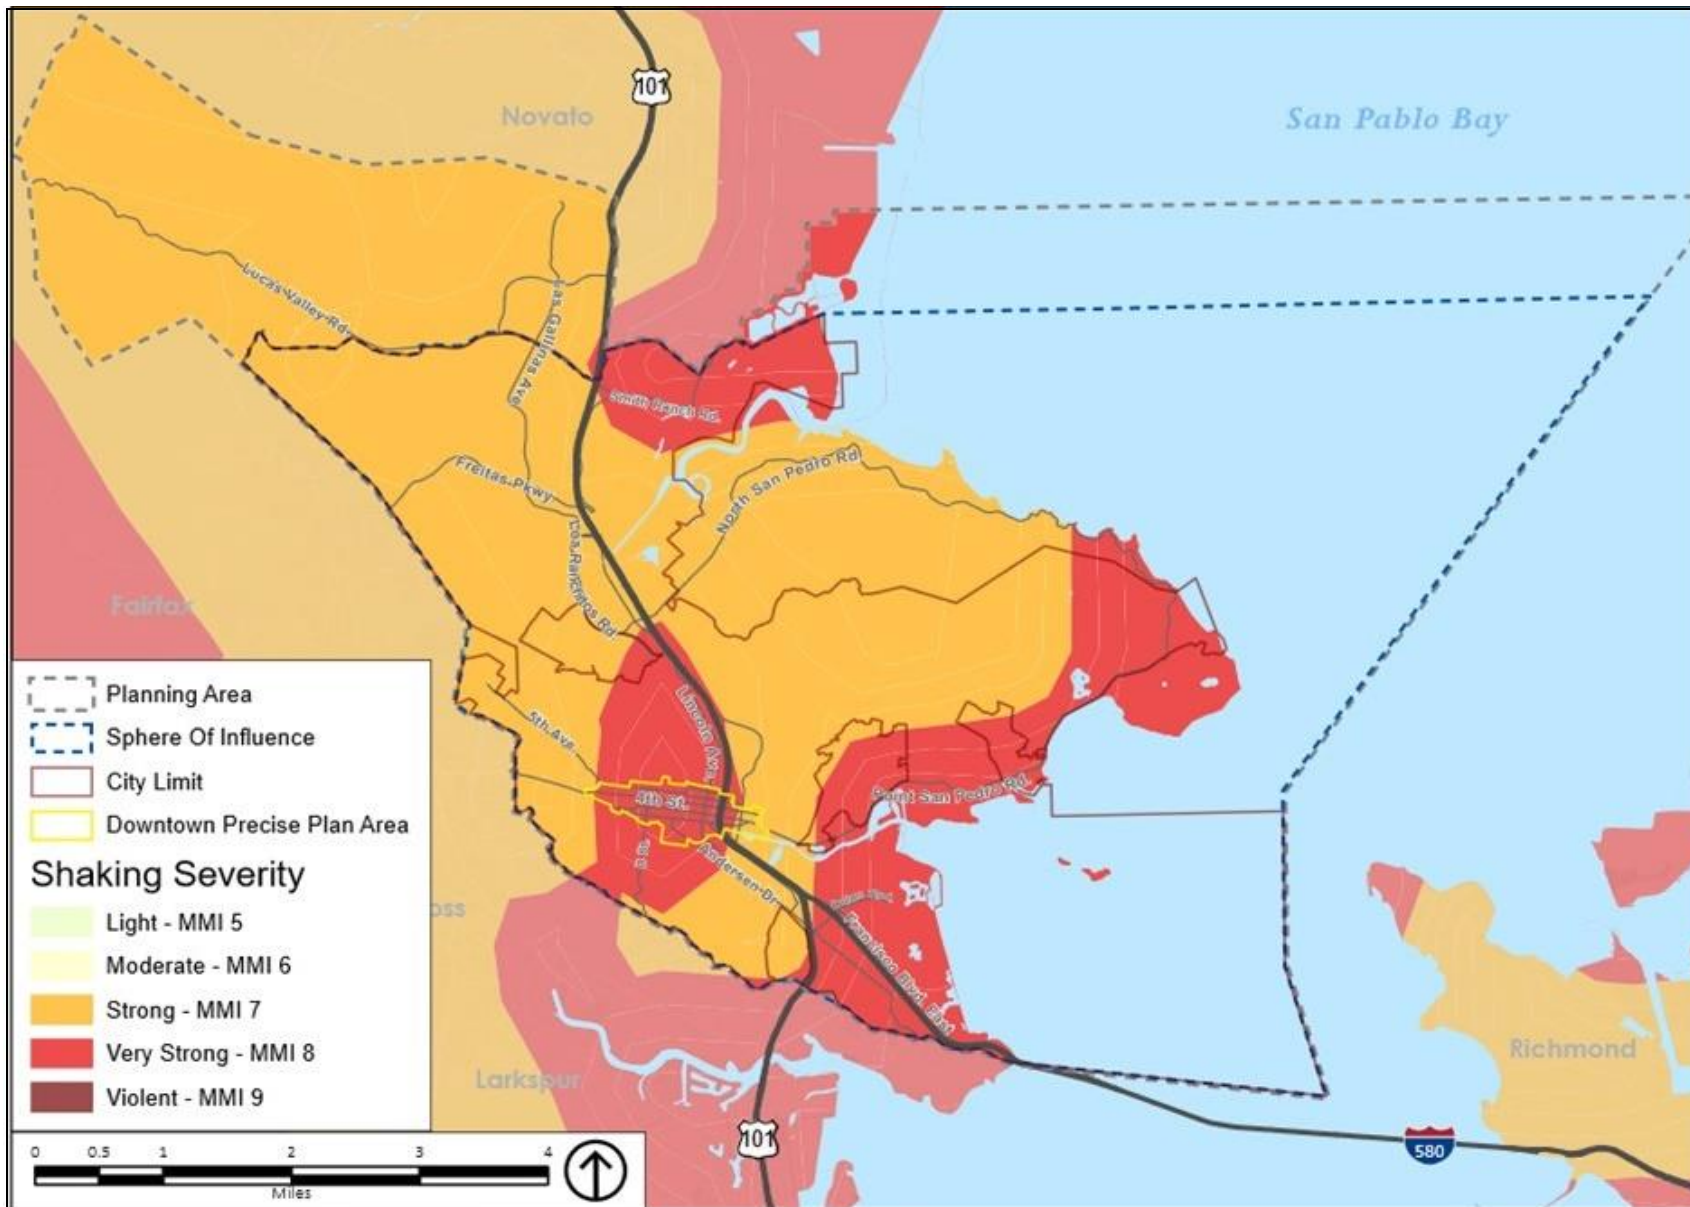 101
Novato
San Pablo Bay
Lucas Valley Rd
Las Gallinas Ave
Smith Ranch Rd.
Freitas Pkwy
North San Pedro Rd
Los Ranchitos Rd.
Fairfax
Lincoln Ave.
5th Ave.
4th St.
Point San Pedro Rd
Andersen Dr
Francisco Blvd. East
oss
Larkspur
Richmond
101
580
Planning Area
Sphere Of Influence
City Limit
Downtown Precise Plan Area
Shaking Severity
Light - MMI 5
Moderate - MMI 6
Strong - MMI 7
Very Strong - MMI 8
Violent - MMI 9
0 0.5 1 2 3 4
Miles